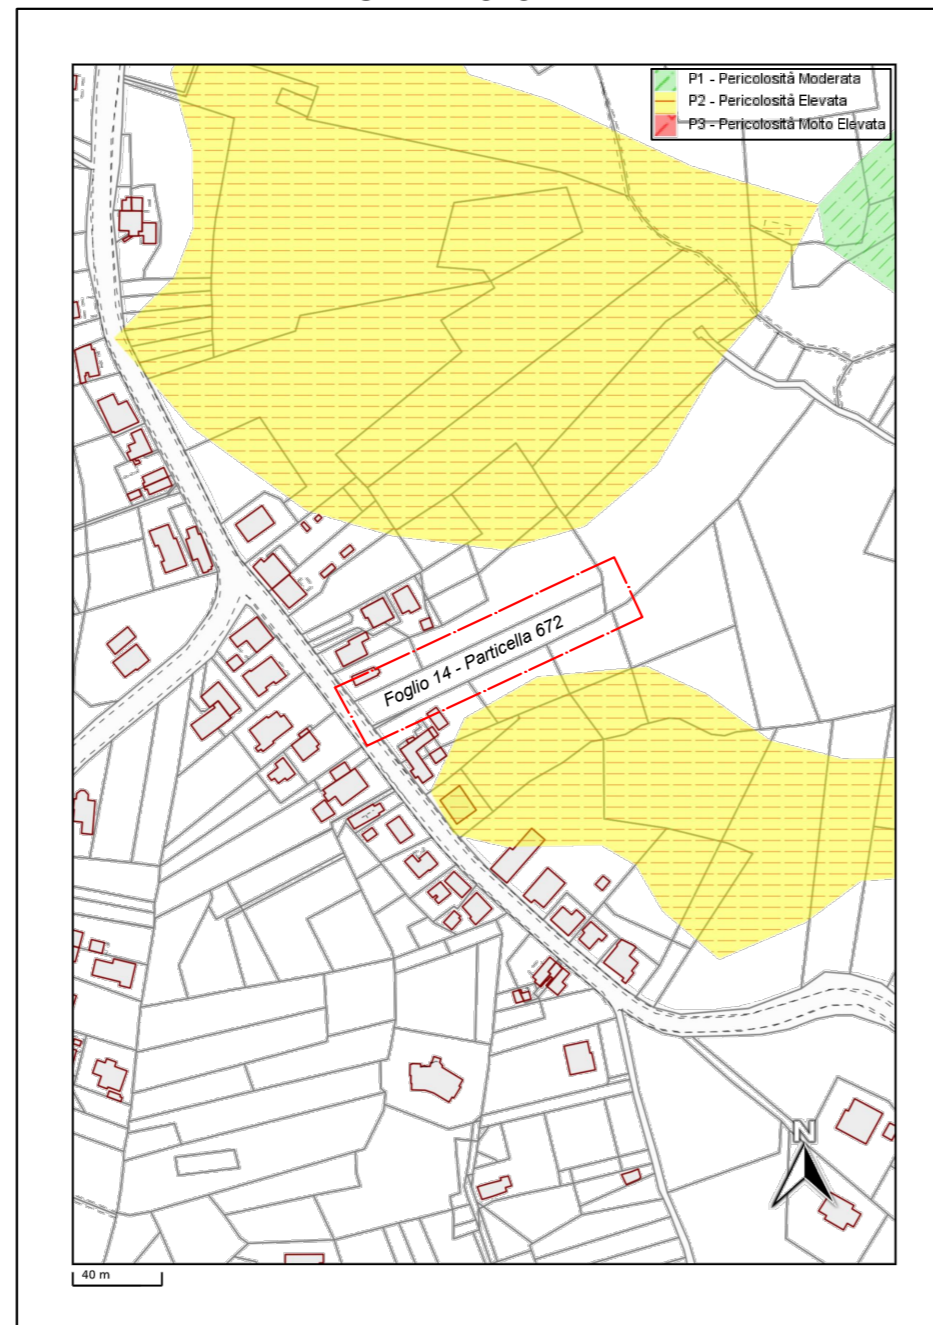 P1 - Pericolosità Moderata
P2 - Pericolosità Elevata
P3 - Pericolosità Molto Elevata
Foglio 14 - Particella 672
N
40 m